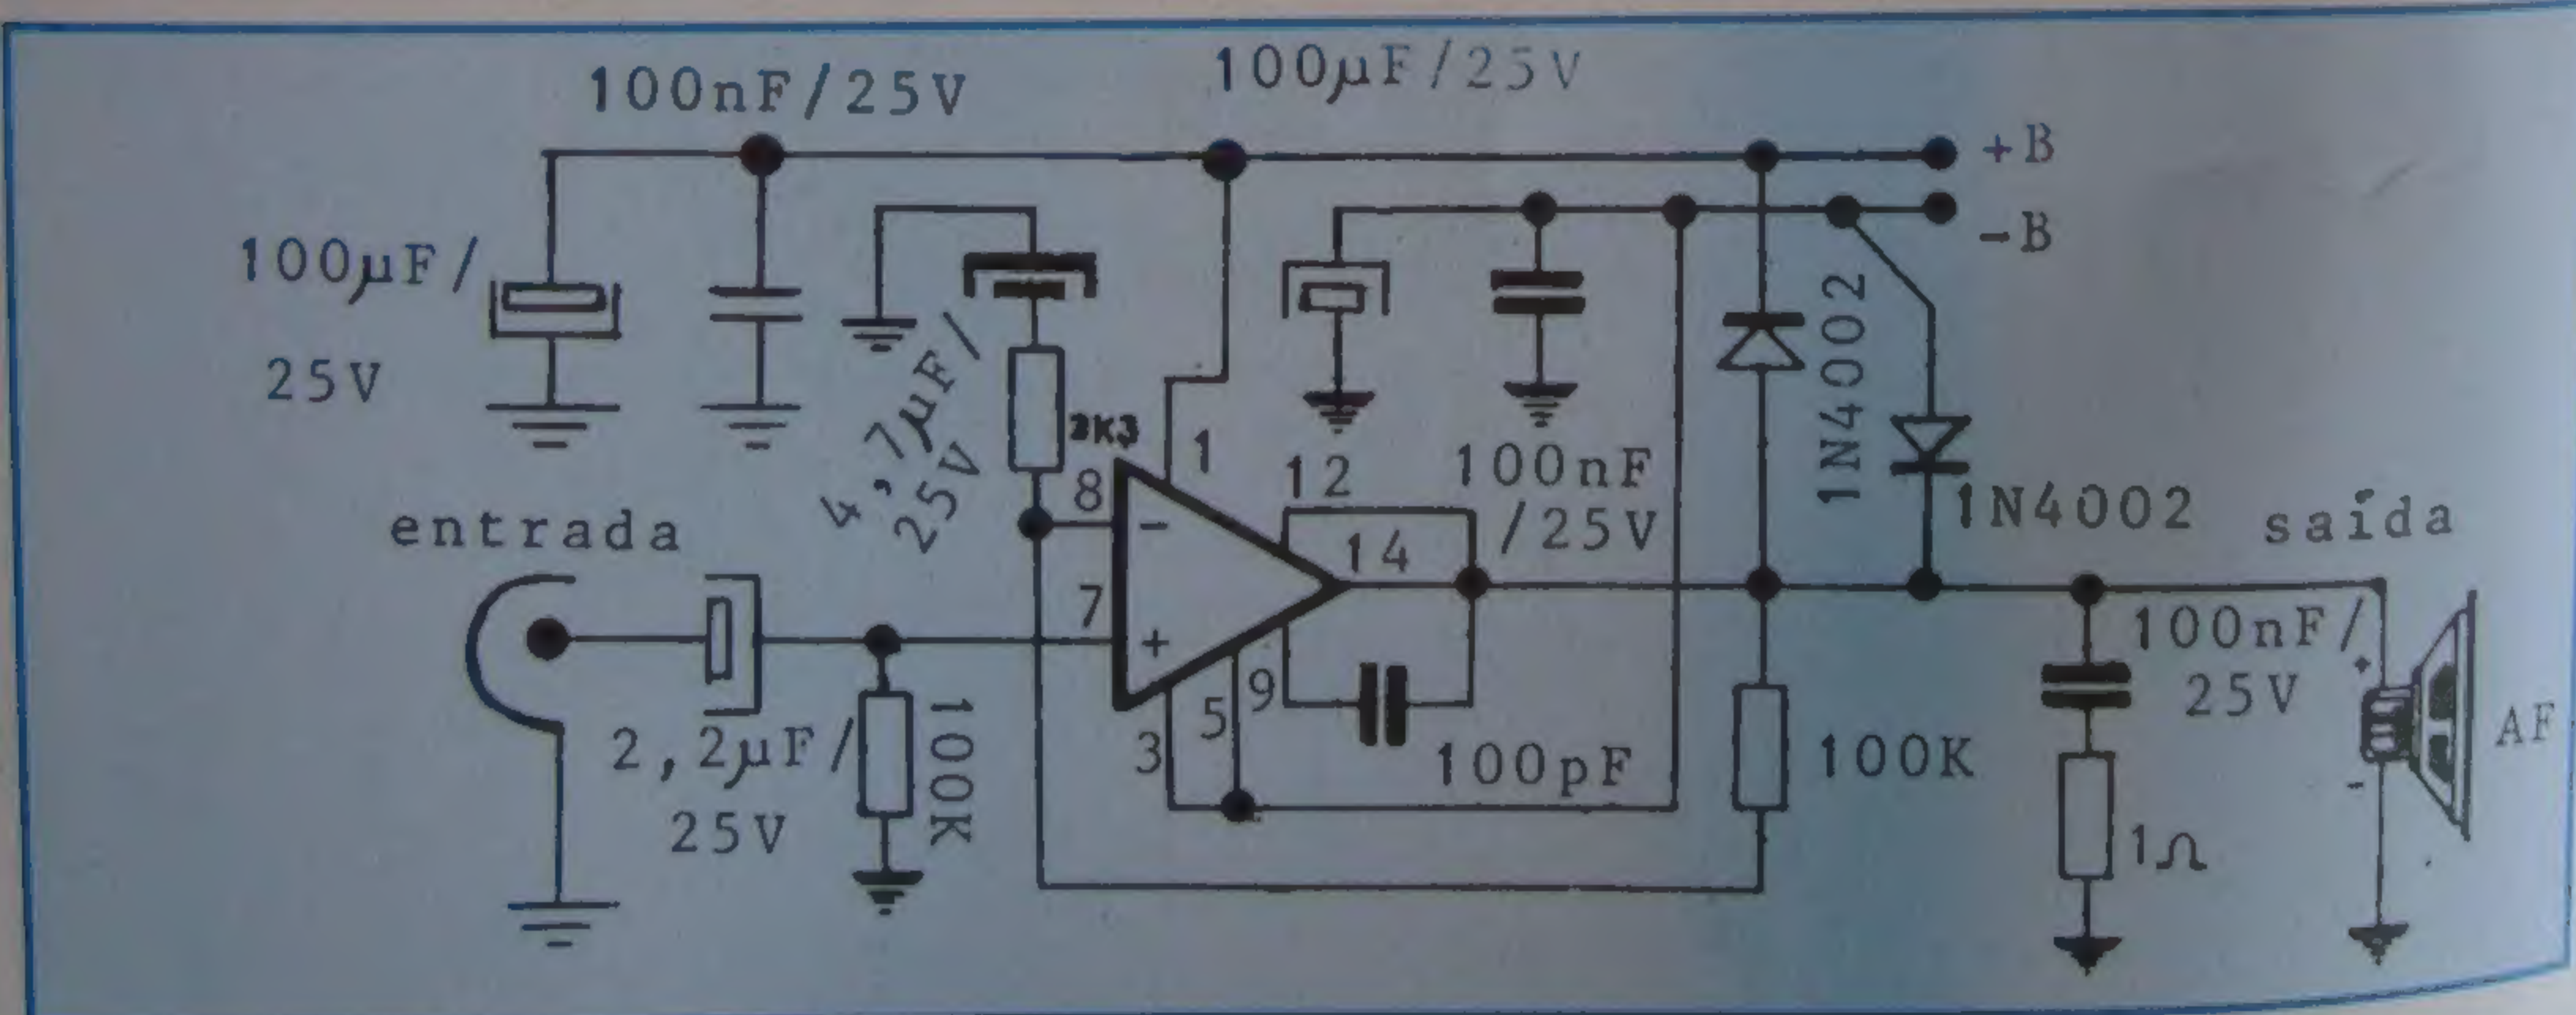 100nF/25V
100µF/25V
+B
-B
100µF/
25V
4,7µF/
25V
1N4002
1N4002
1
12
100nF
/25V
8
-
14
entrada
saída
7
+
3
5
9
100pF
2,2µF/
25V
100K
100K
100nF/
25V
1Ω
+
-
AF